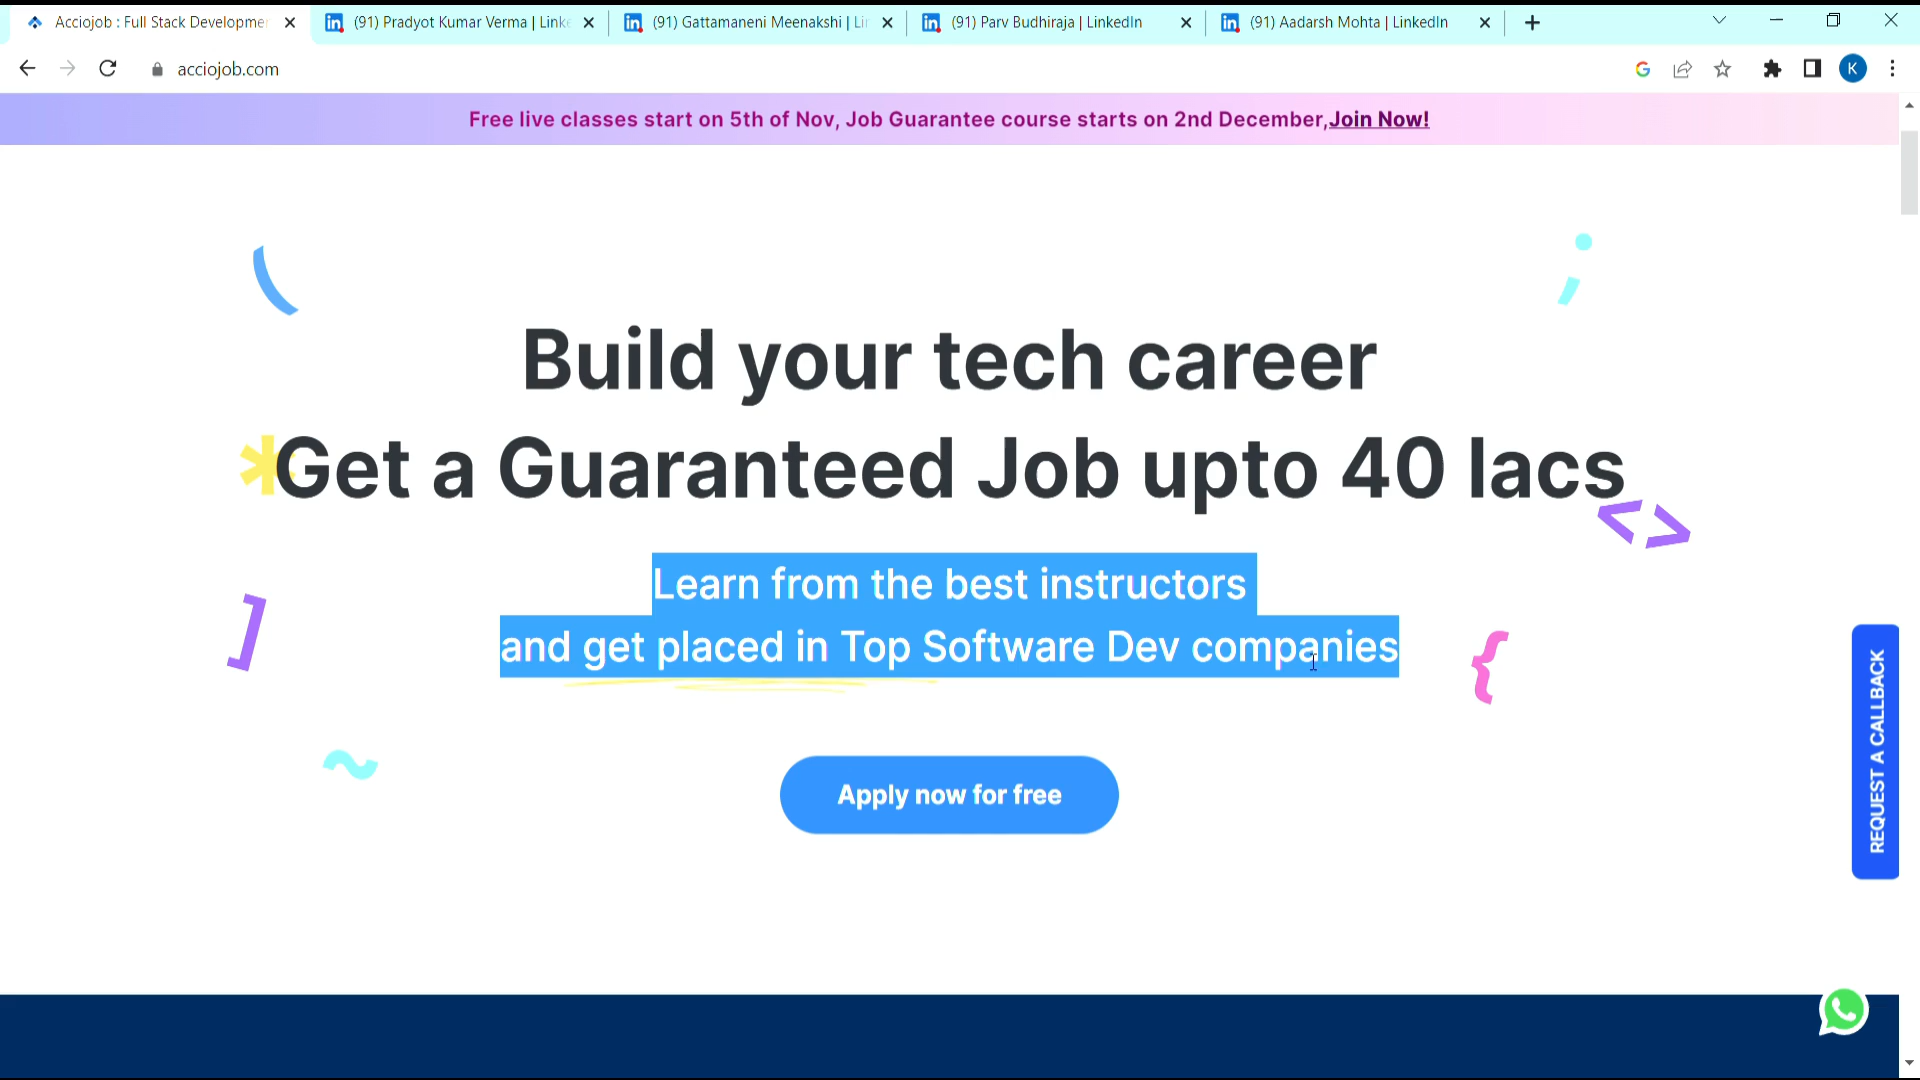 Acciojob : Full Stack Developme
(91) Pradyot Kumar Verma | Linke
(91) Gattamaneni Meenakshi | Lin
(91) Parv Budhiraja | LinkedIn
(91) Aadarsh Mohta | LinkedIn
acciojob.com
K
Free live classes start on 5th of Nov, Job Guarantee course starts on 2nd December,Join Now!
Build your tech career
Get a Guaranteed Job upto 40 lacs
Learn from the best instructors
and get placed in Top Software Dev companies
Apply now for free
REQUEST A CALLBACK